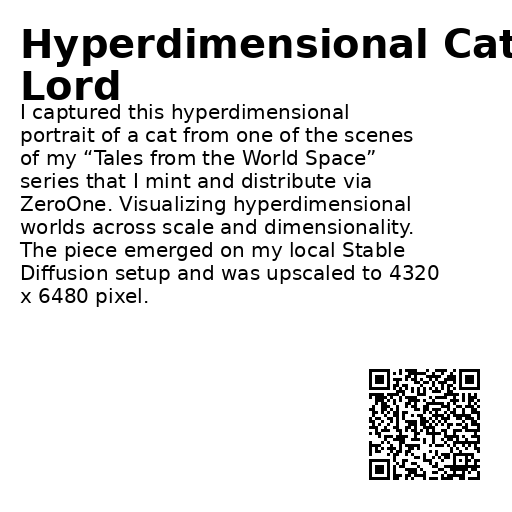 Hyperdimensional Cat
Lord
I captured this hyperdimensional
portrait of a cat from one of the scenes
of my “Tales from the World Space”
series that I mint and distribute via
ZeroOne. Visualizing hyperdimensional
worlds across scale and dimensionality.
The piece emerged on my local Stable
Diffusion setup and was upscaled to 4320
x 6480 pixel.